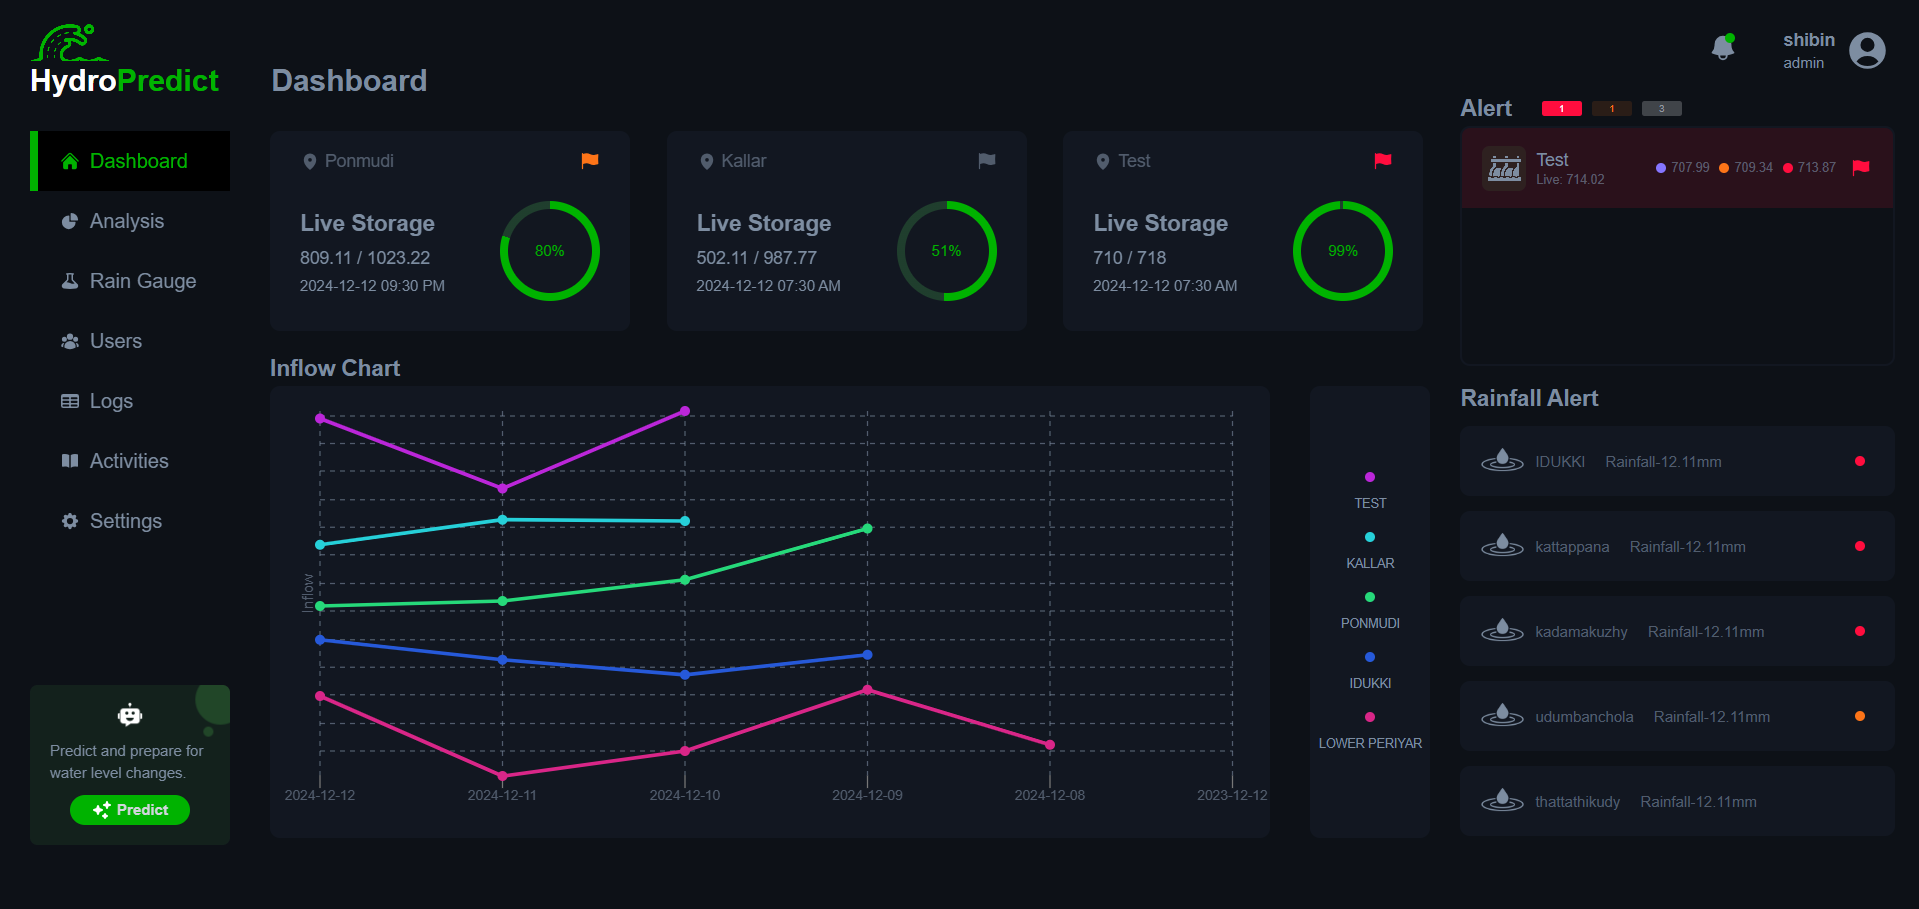 HydroPredict
Dashboard
Analysis
Rain Gauge
Users
Logs
Activities
Settings
Predict and prepare for
water level changes.
Predict
Dashboard
shibin
admin
Ponmudi
Live Storage
809.11 / 1023.22
2024-12-12 09:30 PM
80%
Kallar
Live Storage
502.11 / 987.77
2024-12-12 07:30 AM
51%
Test
Live Storage
710 / 718
2024-12-12 07:30 AM
99%
Inflow Chart
Inflow
2024-12-12
2024-12-11
2024-12-10
2024-12-09
2024-12-08
2023-12-12
TEST
KALLAR
PONMUDI
IDUKKI
LOWER PERIYAR
Alert
1
1
3
Test
Live: 714.02
707.99
709.34
713.87
Rainfall Alert
IDUKKI Rainfall-12.11mm
kattappana Rainfall-12.11mm
kadamakuzhy Rainfall-12.11mm
udumbanchola Rainfall-12.11mm
thattathikudy Rainfall-12.11mm